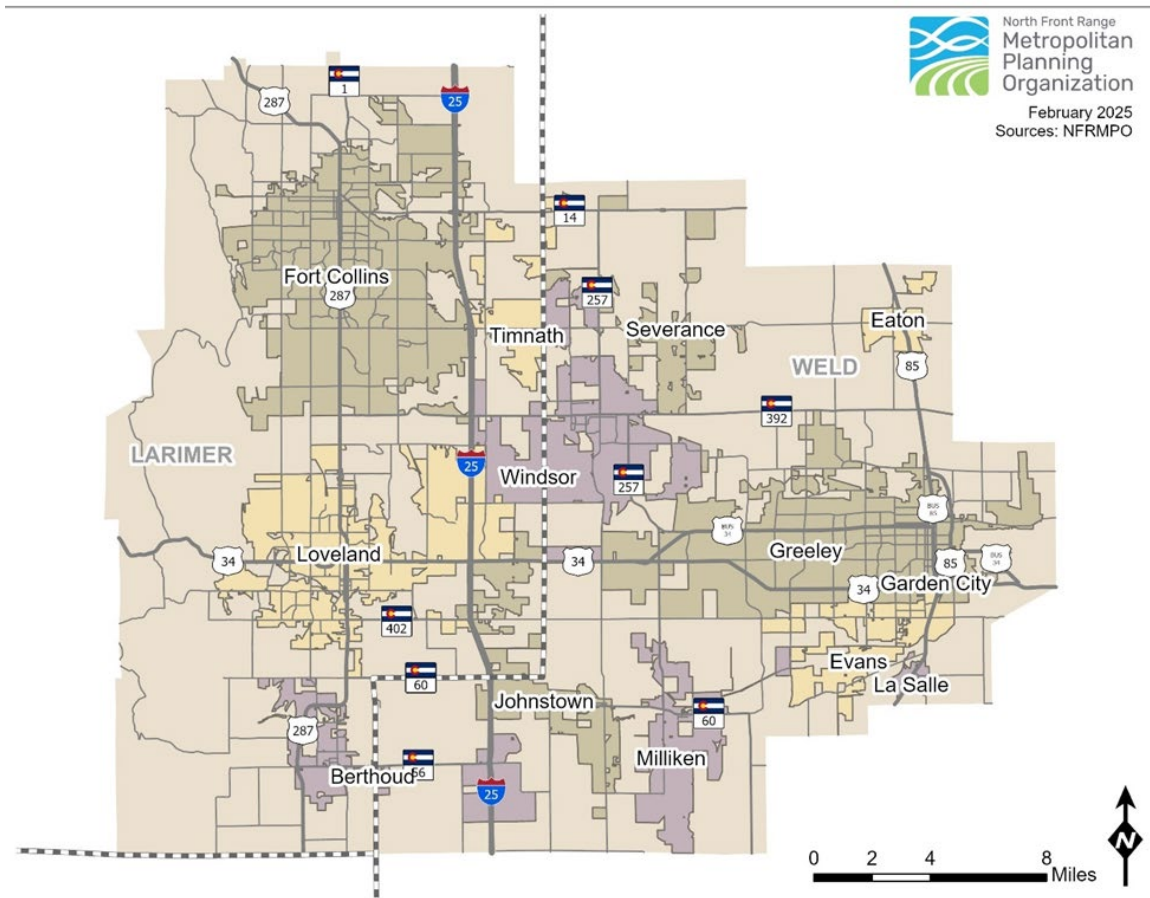 North Front Range
Metropolitan
Planning
Organization
February 2025
Sources: NFRMPO
287
1
25
14
Fort Collins
287
257
Timnath
Severance
Eaton
85
WELD
392
LARIMER
25
Windsor
257
BUS
85
BUS
34
Loveland
34
34
Greeley
85
BUS
34
34
Garden City
402
Evans
La Salle
60
Johnstown
60
287
Milliken
Berthoud
56
25
N
0 2 4 8
Miles